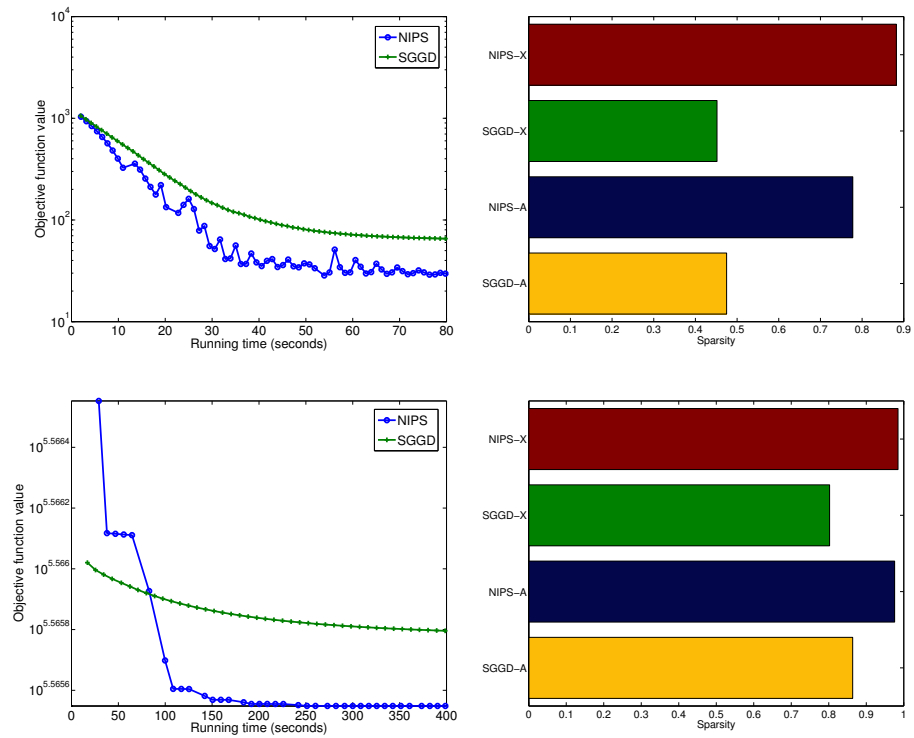 10^4
10^3
10^2
10^1
Objective function value
0 10 20 30 40 50 60 70 80
Running time (seconds)
NIPS
SGGD
NIPS−X
SGGD−X
NIPS−A
SGGD−A
0 0.1 0.2 0.3 0.4 0.5 0.6 0.7 0.8 0.9
Sparsity
10^5.5664
10^5.5662
10^5.566
10^5.5658
10^5.5656
Objective function value
0 50 100 150 200 250 300 350 400
Running time (seconds)
NIPS
SGGD
NIPS−X
SGGD−X
NIPS−A
SGGD−A
0 0.1 0.2 0.3 0.4 0.5 0.6 0.7 0.8 0.9 1
Sparsity